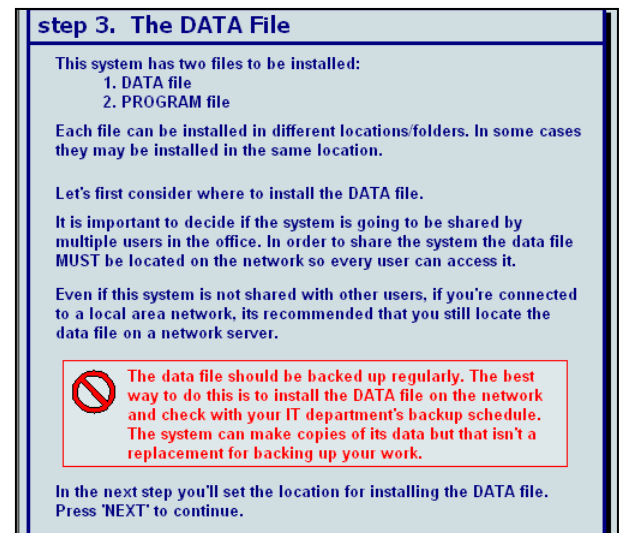 step 3. The DATA File
This system has two files to be installed:
1. DATA file
2. PROGRAM file
Each file can be installed in different locations/folders. In some cases
they may be installed in the same location.
Let's first consider where to install the DATA file.
It is important to decide if the system is going to be shared by
multiple users in the office. In order to share the system the data file
MUST be located on the network so every user can access it.
Even if this system is not shared with other users, if you're connected
to a local area network, its recommended that you still locate the
data file on a network server.
The data file should be backed up regularly. The best
way to do this is to install the DATA file on the network
and check with your IT department's backup schedule.
The system can make copies of its data but that isn't a
replacement for backing up your work.
In the next step you'll set the location for installing the DATA file.
Press 'NEXT' to continue.